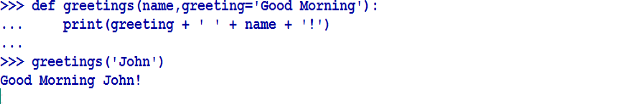 >>> def greetings(name,greeting='Good Morning'):
...     print(greeting + ' ' + name + '!')
...
>>> greetings('John')
Good Morning John!